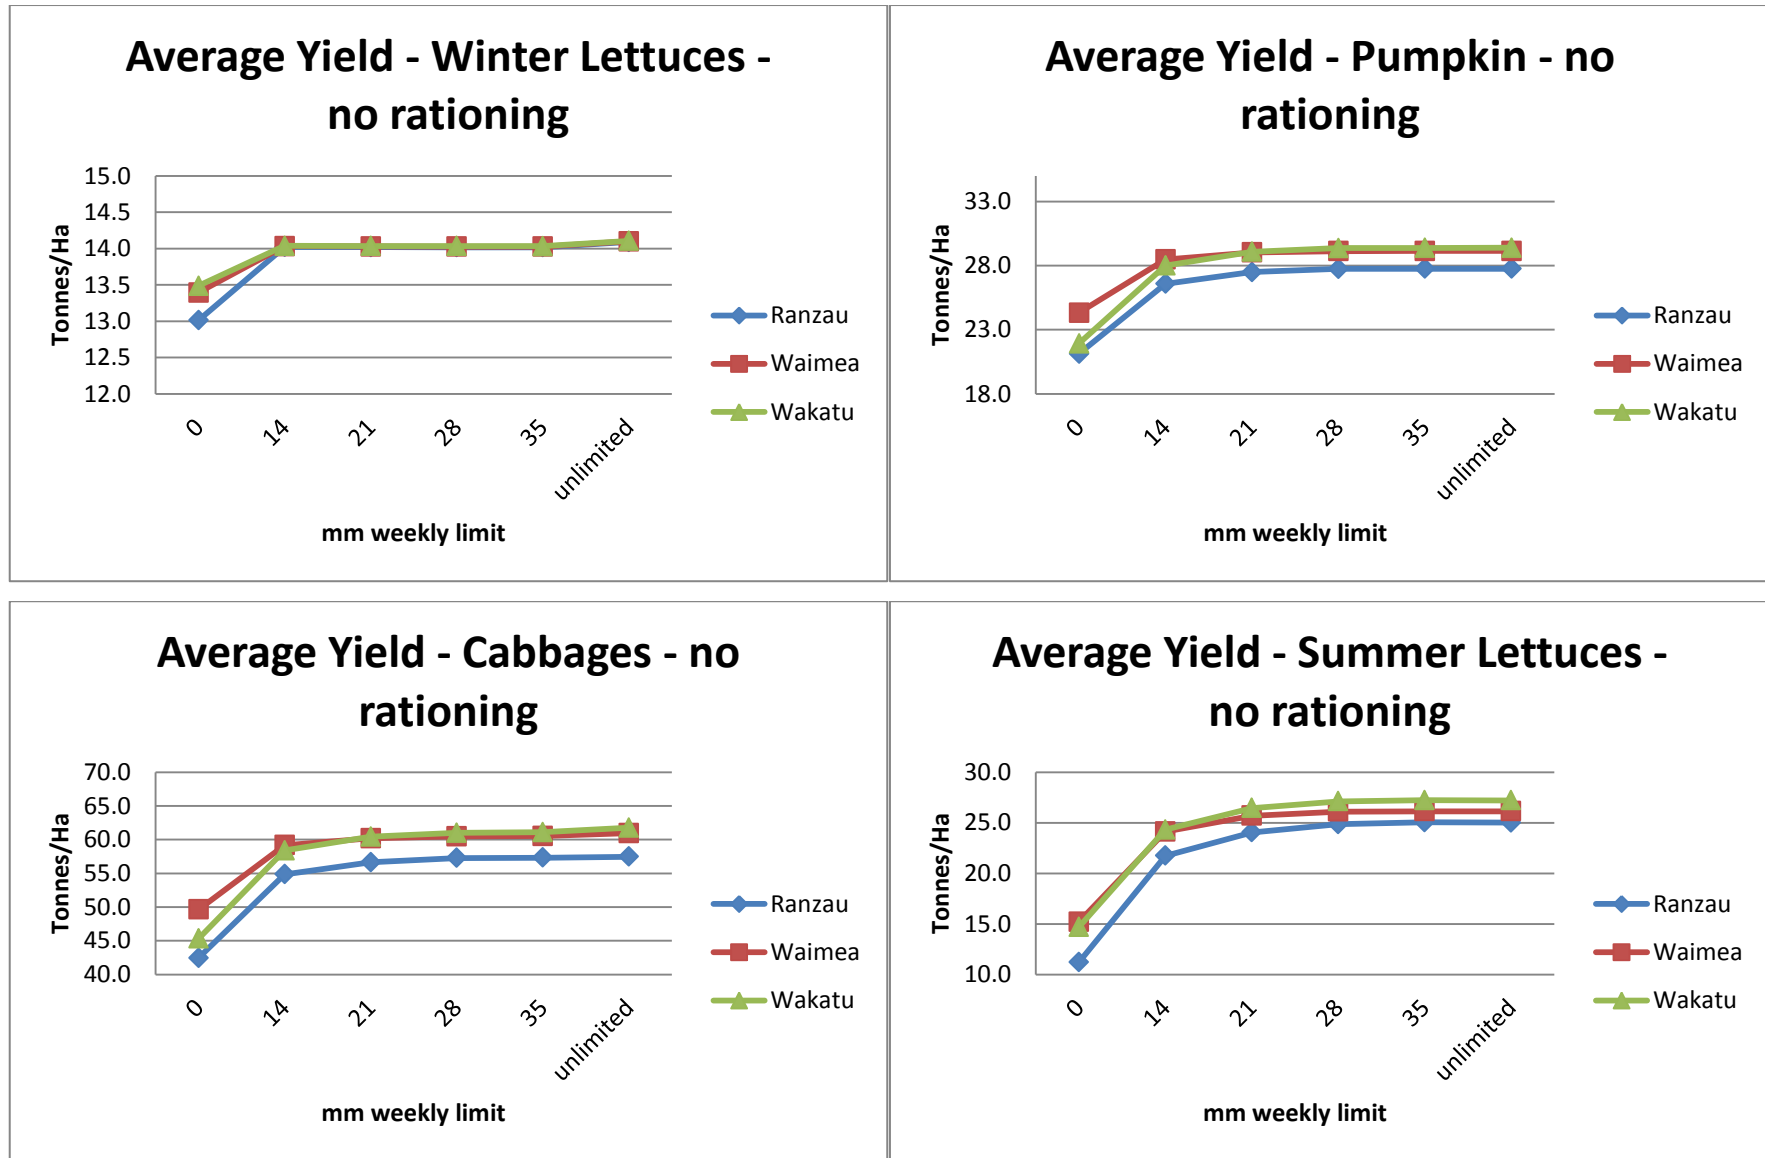 Average Yield - Winter Lettuces -
no rationing
Tonnes/Ha
15.0
14.5
14.0
13.5
13.0
12.5
12.0
0
14
21
28
35
unlimited
mm weekly limit
Ranzau
Waimea
Wakatu
Average Yield - Pumpkin - no
rationing
Tonnes/Ha
33.0
28.0
23.0
18.0
0
14
21
28
35
unlimited
mm weekly limit
Ranzau
Waimea
Wakatu
Average Yield - Cabbages - no
rationing
Tonnes/Ha
70.0
65.0
60.0
55.0
50.0
45.0
40.0
0
14
21
28
35
unlimited
mm weekly limit
Ranzau
Waimea
Wakatu
Average Yield - Summer Lettuces -
no rationing
Tonnes/Ha
30.0
25.0
20.0
15.0
10.0
0
14
21
28
35
unlimited
mm weekly limit
Ranzau
Waimea
Wakatu